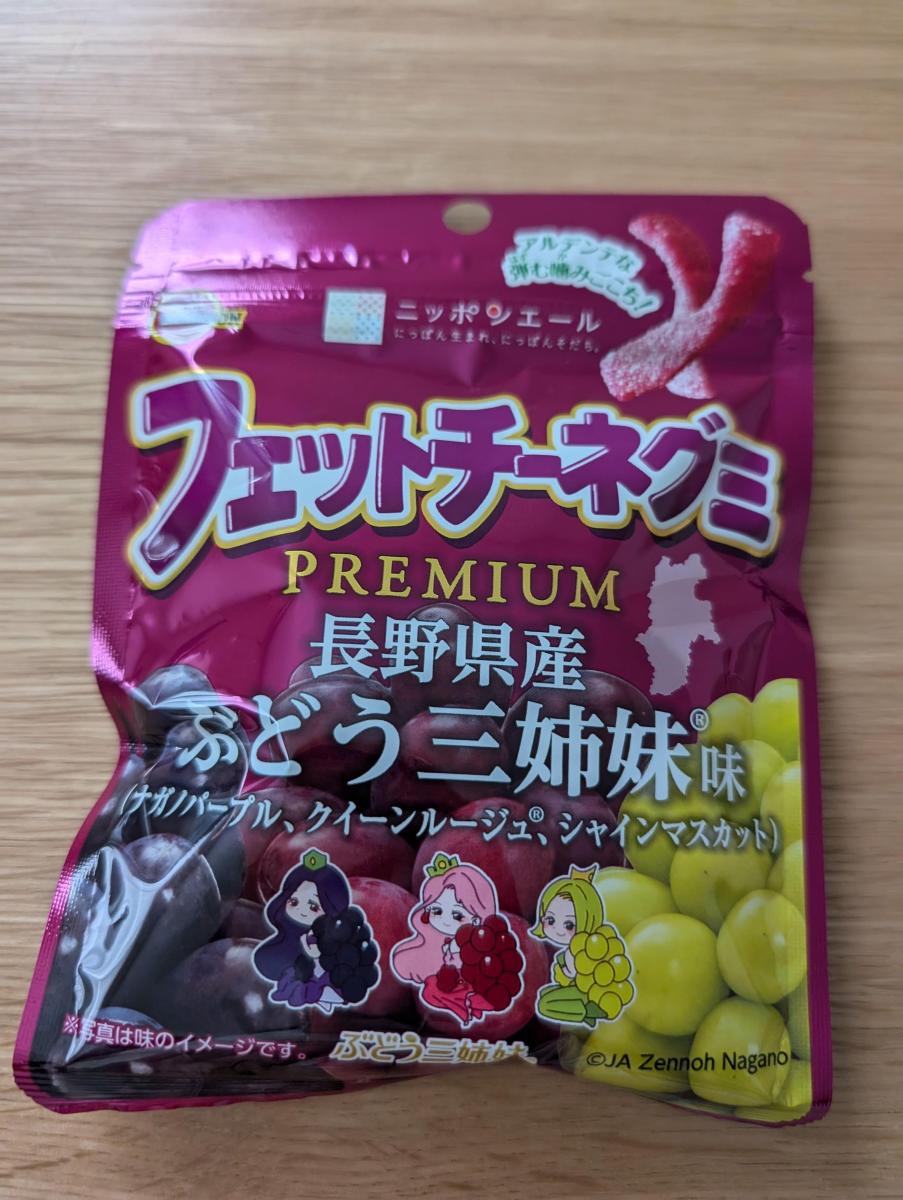 アルデンテな
弾む噛みごこち!
ニッポンエール
にっぽん生まれ、にっぽんそだち。
フェットチーネグミ
PREMIUM
長野県産
ぶどう三姉妹®味
(ナガノパープル、クイーンルージュ®、シャインマスカット)
※写真は味のイメージです。
ぶどう三姉妹
©JA Zennoh Nagano